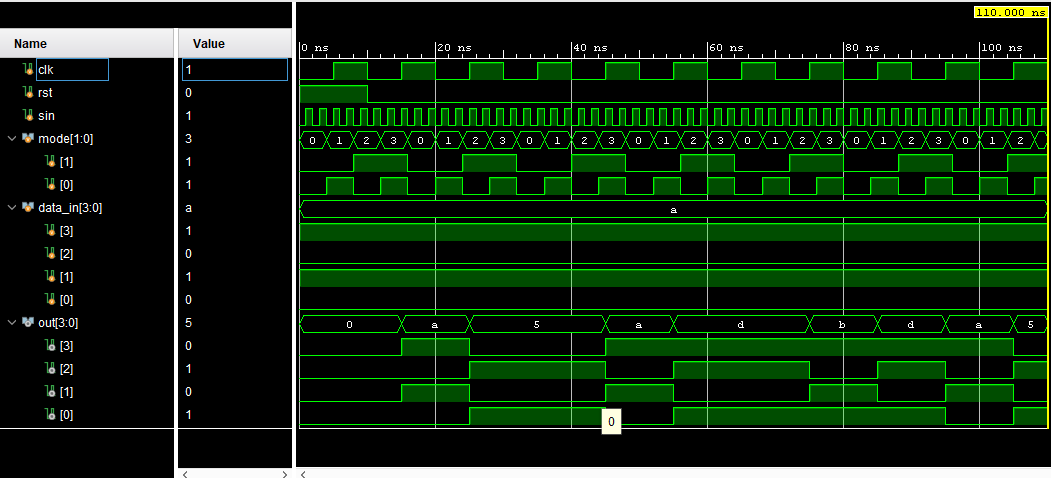 110.000 ns
Name Value 0 ns 20 ns 40 ns 60 ns 80 ns 100 ns
clk 1
rst 0
sin 1
mode[1:0] 3 0 1 2 3 0 1 2 3 0 1 2 3 0 1 2 3 0 1 2 3 0 1 2 3 0 1 2
[1] 1
[0] 1
data_in[3:0] a a
[3] 1
[2] 0
[1] 1
[0] 0
out[3:0] 5 0 a 5 a d b d a 5
[3] 0
[2] 1
[1] 0
[0] 1 0